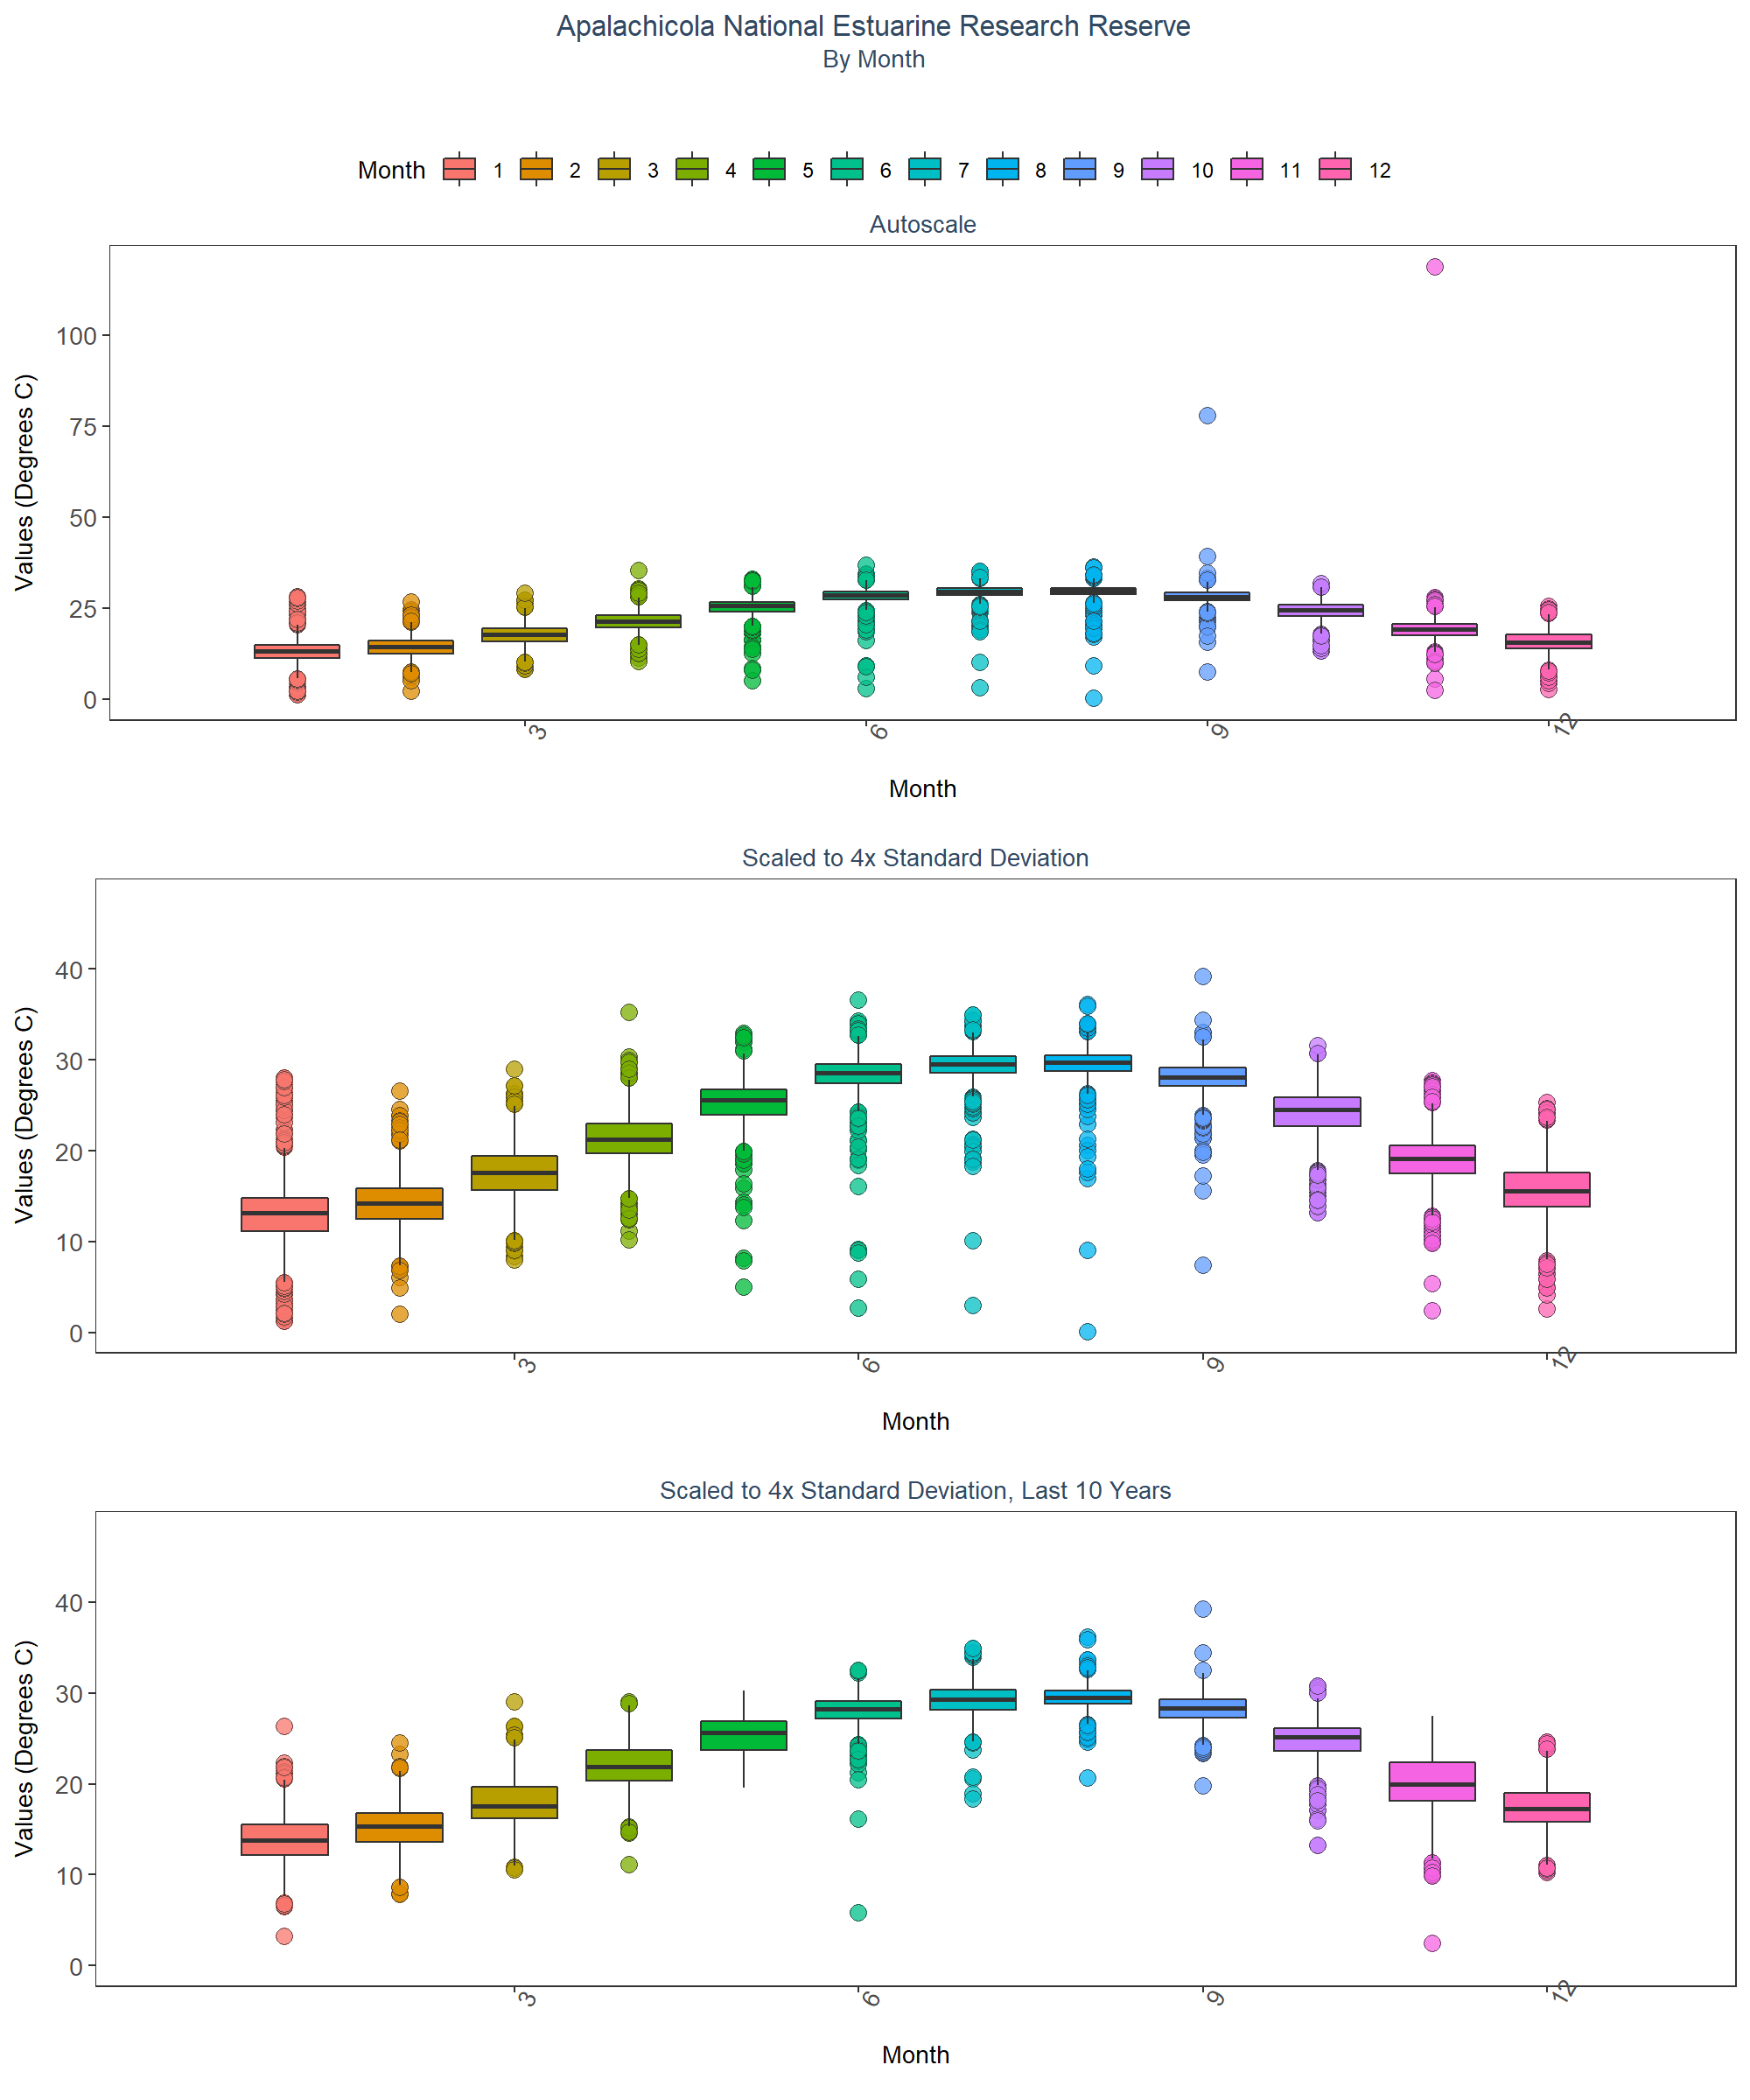 Apalachicola National Estuarine Research Reserve
By Month
Month 1 2 3 4 5 6 7 8 9 10 11 12
Autoscale
Values (Degrees C)
100
75
50
25
0
3 6 9 12
Month
Scaled to 4x Standard Deviation
Values (Degrees C)
40
30
20
10
0
3 6 9 12
Month
Scaled to 4x Standard Deviation, Last 10 Years
Values (Degrees C)
40
30
20
10
0
3 6 9 12
Month